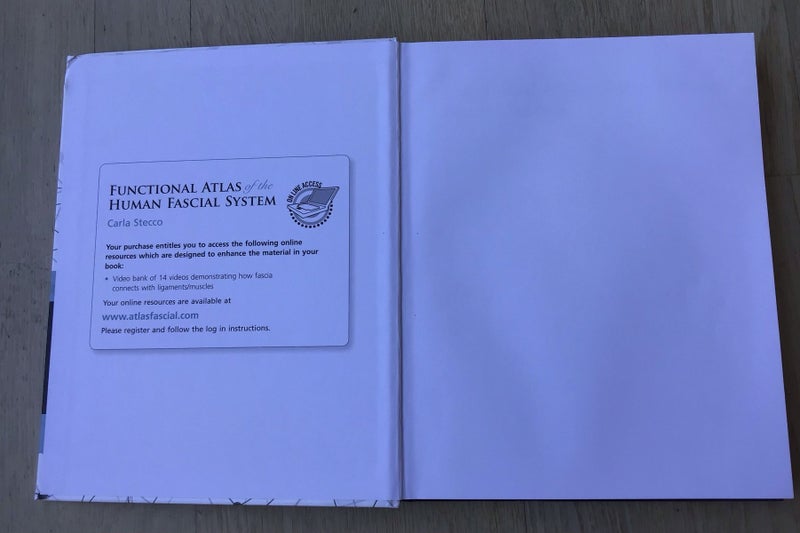 FUNCTIONAL ATLAS of the
HUMAN FASCIAL SYSTEM
Carla Stecco
ON LINE ACCESS
Your purchase entitles you to access the following online
resources which are designed to enhance the material in your
book:
• Video bank of 14 videos demonstrating how fascia
connects with ligaments/muscles
Your online resources are available at
www.atlasfascial.com
Please register and follow the log in instructions.